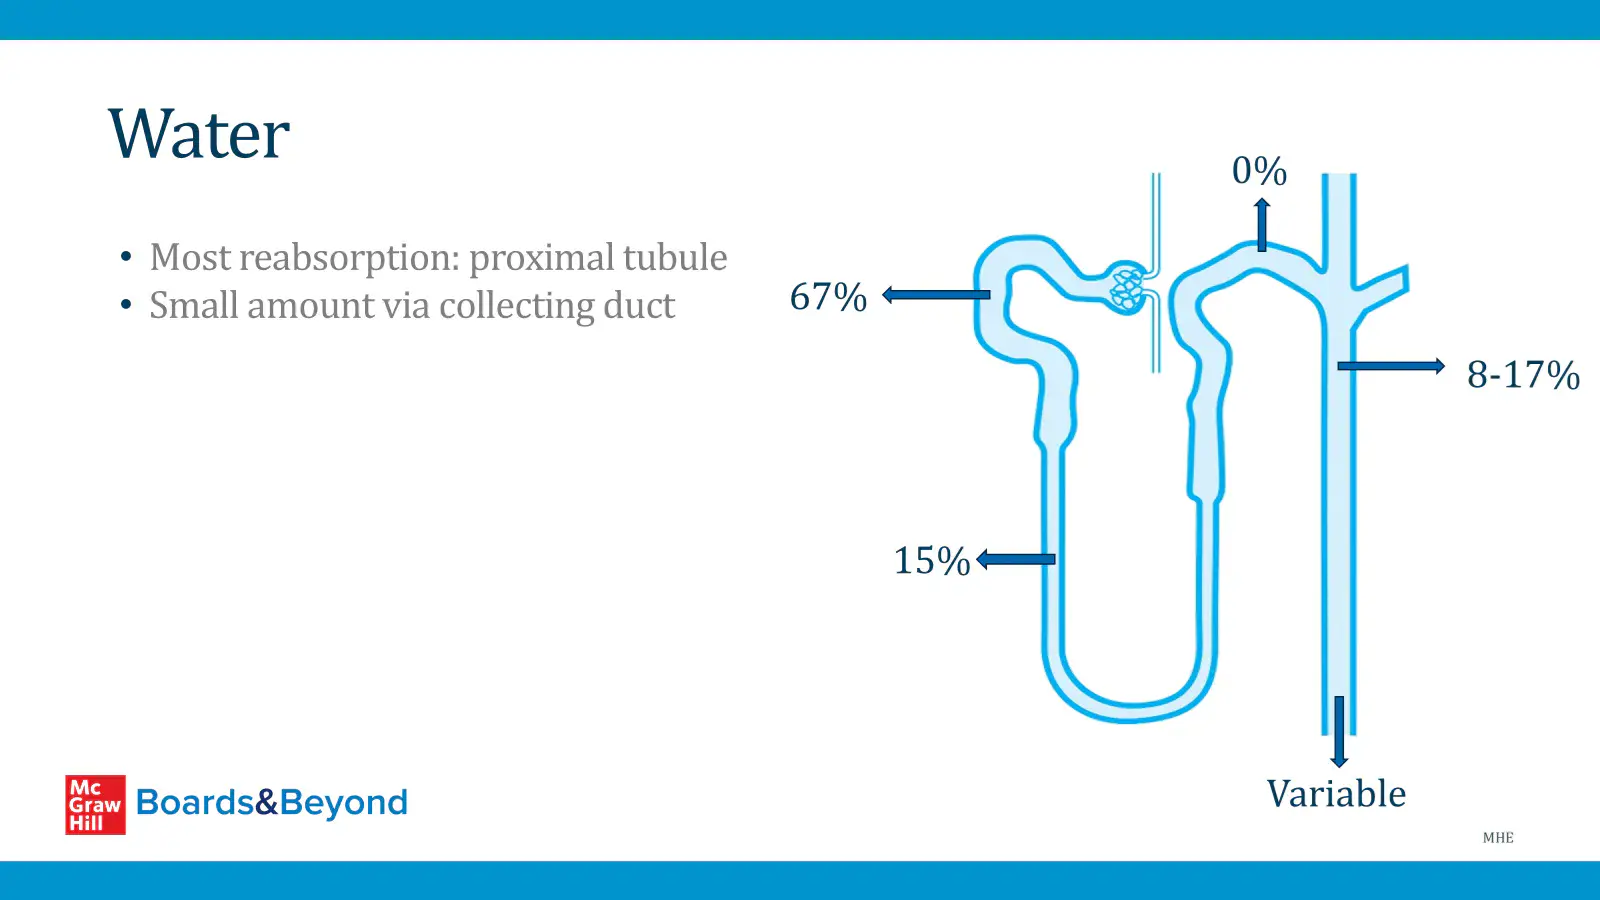 Water
• Most reabsorption: proximal tubule
• Small amount via collecting duct
0%
67%
8-17%
15%
Variable
Mc
Graw
Hill
Boards&Beyond
MHE